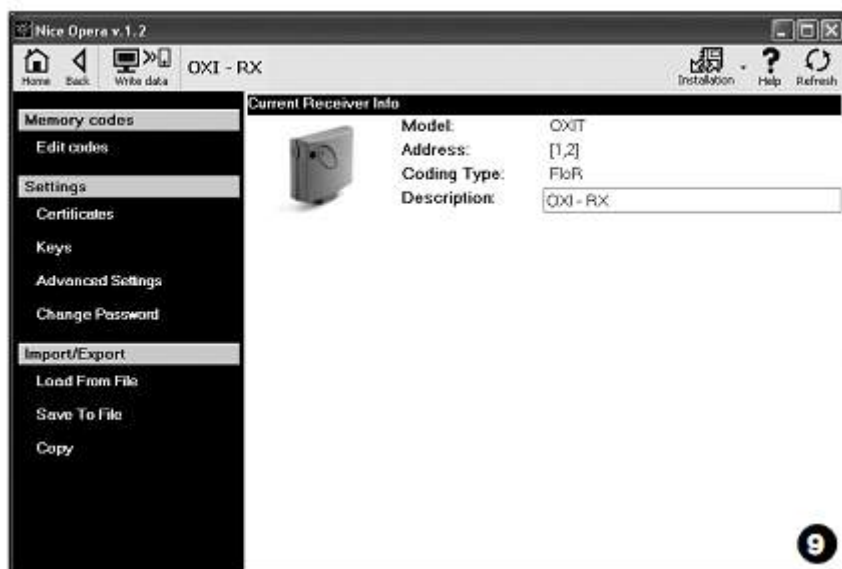 Nice Opera v.1.2
Home Back Write data OXI - RX Installation Help Refresh
Current Receiver Info
Memory codes
Edit codes
Settings
Certificates
Keys
Advanced Settings
Change Password
Import/Export
Load From File
Save To File
Copy
Model: OXIT
Address: [1,2]
Coding Type: FloR
Description: OXI - RX
9